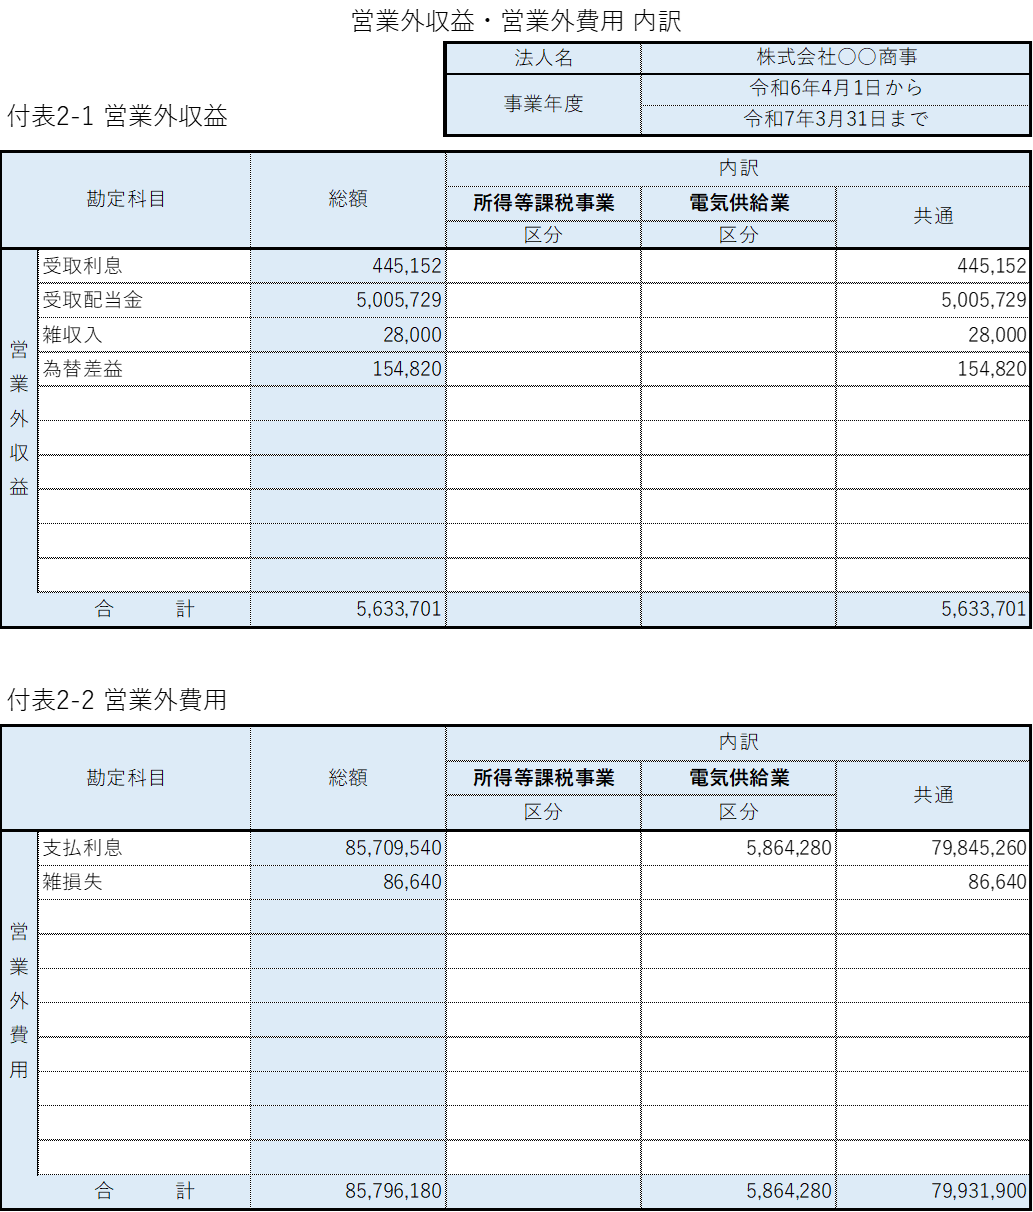 営業外収益・営業外費用 内訳
法人名 株式会社〇〇商事
事業年度 令和6年4月1日から
令和7年3月31日まで
付表2-1 営業外収益
勘定科目 総額 内訳
所得等課税事業 電気供給業 共通
区分 区分
営業外収益
受取利息 445,152 445,152
受取配当金 5,005,729 5,005,729
雑収入 28,000 28,000
為替差益 154,820 154,820
合 計 5,633,701 5,633,701
付表2-2 営業外費用
勘定科目 総額 内訳
所得等課税事業 電気供給業 共通
区分 区分
営業外費用
支払利息 85,709,540 5,864,280 79,845,260
雑損失 86,640 86,640
合 計 85,796,180 5,864,280 79,931,900